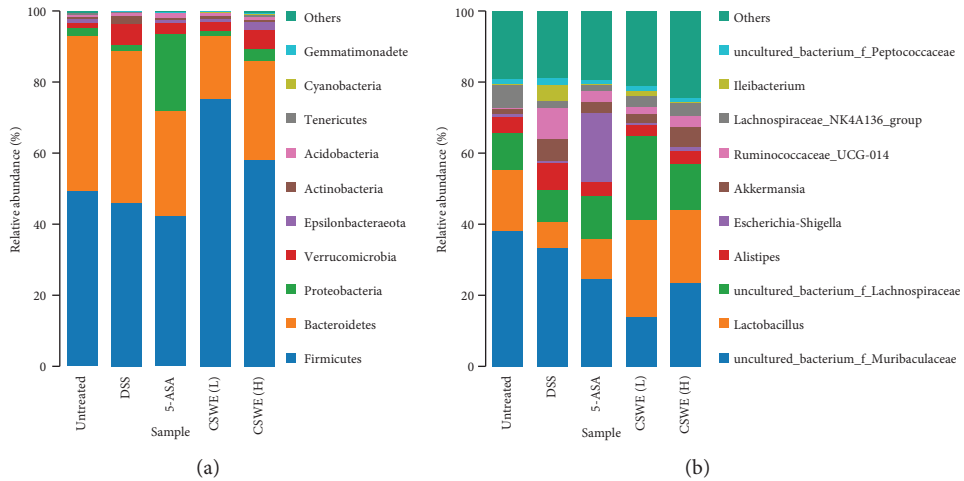 100
80
60
40
20
0
Relative abundance (%)
Untreated
DSS
5-ASA
CSWE (L)
CSWE (H)
Sample
Others
Gemmatimonadete
Cyanobacteria
Tenericutes
Acidobacteria
Actinobacteria
Epsilonbacteraeota
Verrucomicrobia
Proteobacteria
Bacteroidetes
Firmicutes
(a)
100
80
60
40
20
0
Relative abundance (%)
Untreated
DSS
5-ASA
CSWE (L)
CSWE (H)
Sample
Others
uncultured_bacterium_f_Peptococcaceae
Ileibacterium
Lachnospiraceae_NK4A136_group
Ruminococcaceae_UCG-014
Akkermansia
Escherichia-Shigella
Alistipes
uncultured_bacterium_f_Lachnospiraceae
Lactobacillus
uncultured_bacterium_f_Muribaculaceae
(b)